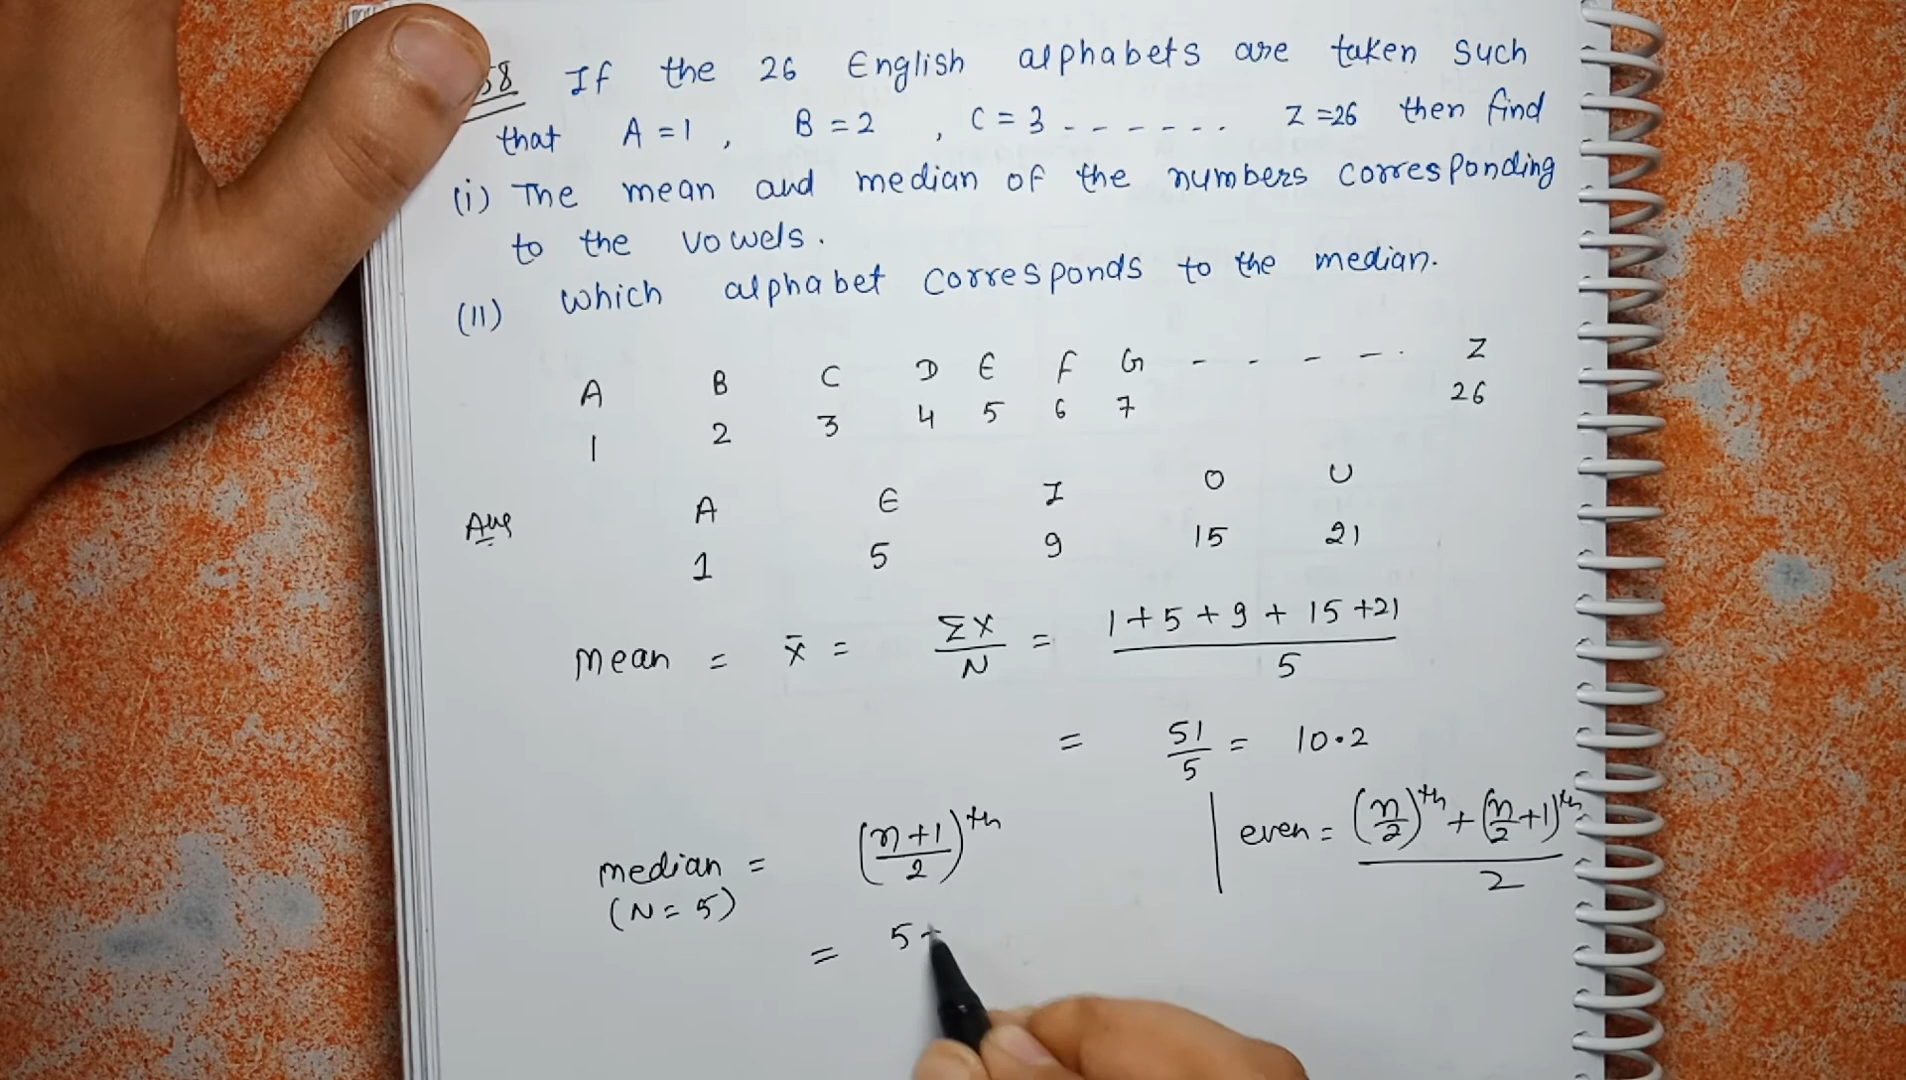 58 If the 26 English alphabets are taken such
that A = 1 , B = 2 , C = 3 - - - - - - . Z = 26 then find
(i) The mean and median of the numbers corresponding
to the vowels.
(II) which alphabet corresponds to the median.
A B C D E F G - - - - . Z
1 2 3 4 5 6 7 26
Ans A E I O U
1 5 9 15 21
Mean = x̄ = ΣX/N = (1 + 5 + 9 + 15 + 21)/5
= 51/5 = 10.2
median = ((n+1)/2)^th | even = ((n/2)^th + (n/2 + 1)^th)/2
(N = 5)
= 5 +